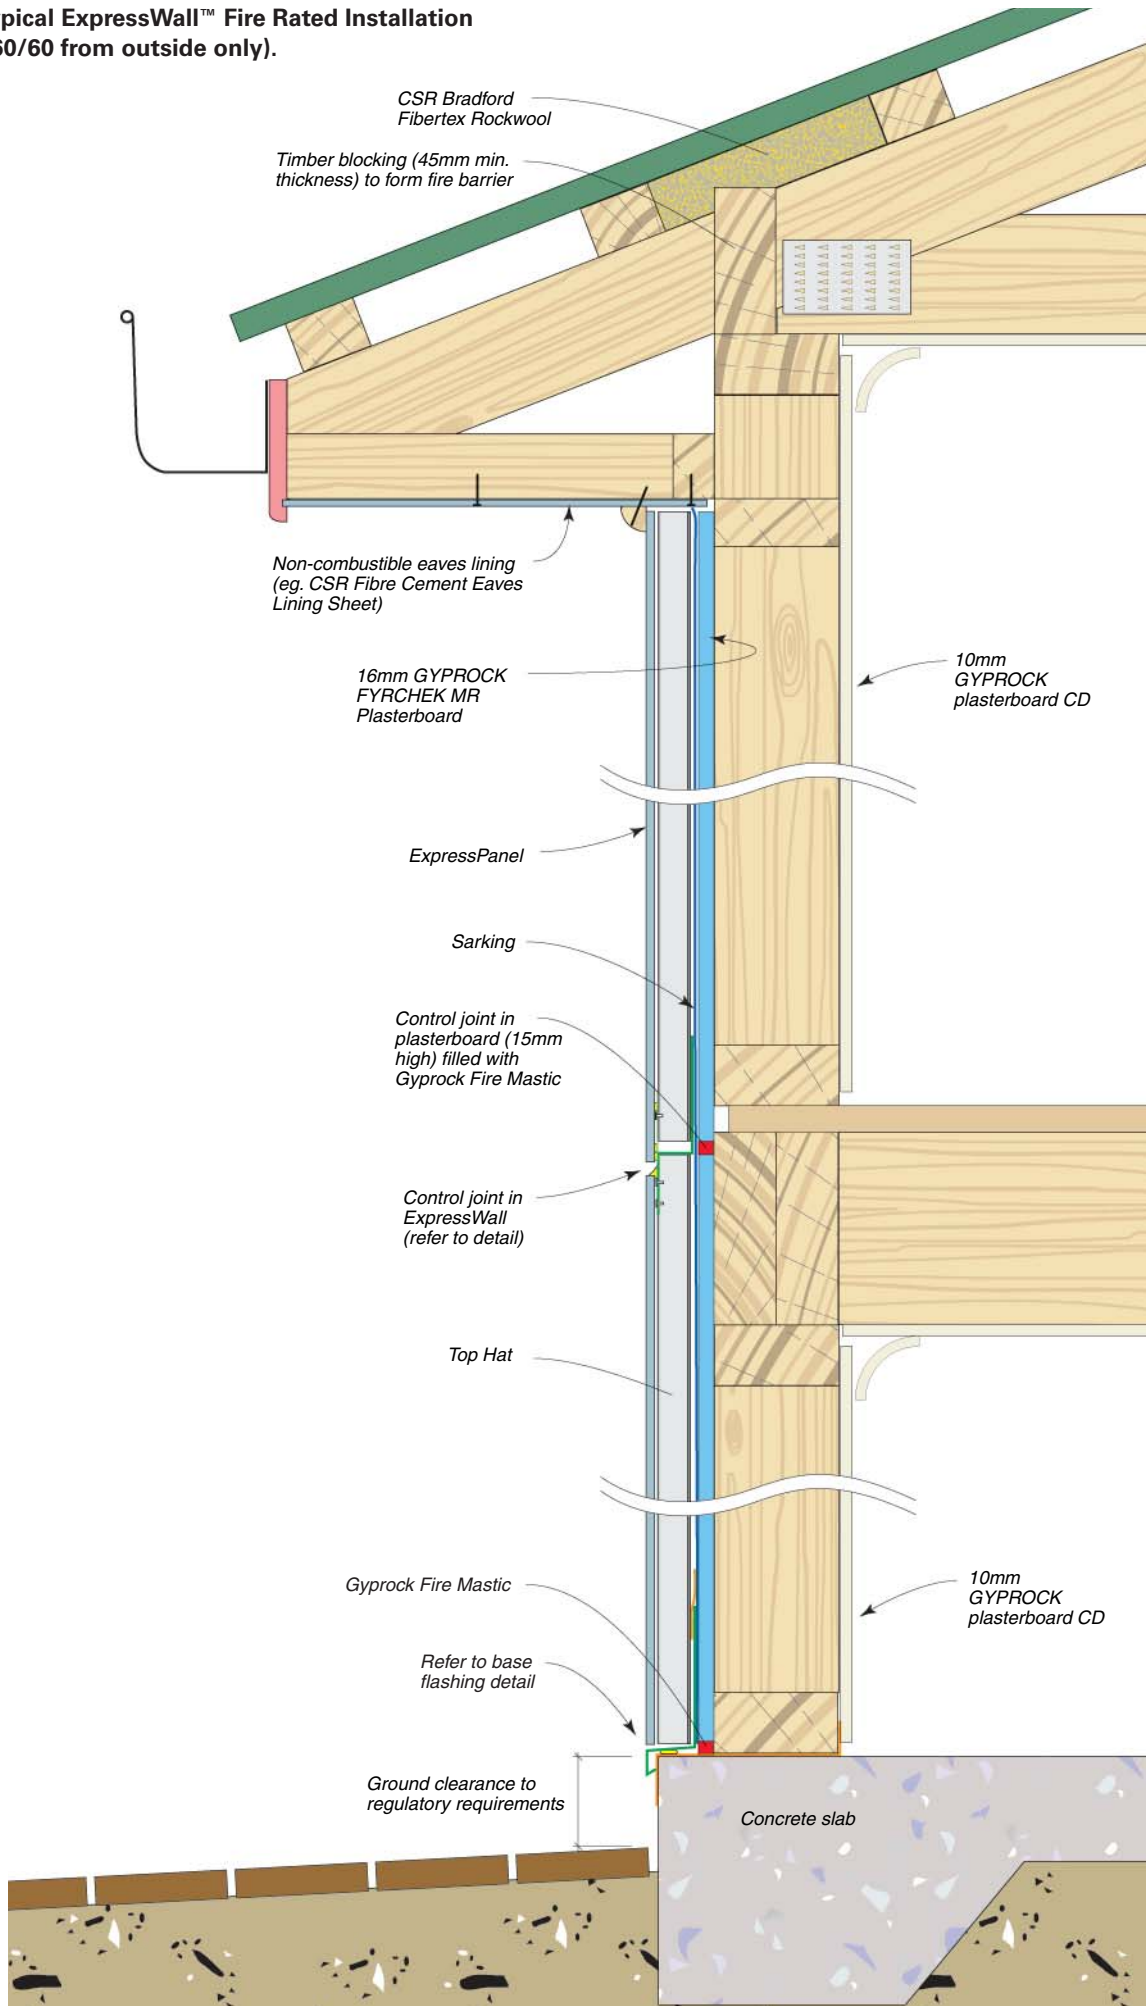 ypical ExpressWall™ Fire Rated Installation
60/60 from outside only).
CSR Bradford
Fibertex Rockwool
Timber blocking (45mm min.
thickness) to form fire barrier
Non-combustible eaves lining
(eg. CSR Fibre Cement Eaves
Lining Sheet)
16mm GYPROCK
FYRCHEK MR
Plasterboard
10mm
GYPROCK
plasterboard CD
ExpressPanel
Sarking
Control joint in
plasterboard (15mm
high) filled with
Gyprock Fire Mastic
Control joint in
ExpressWall
(refer to detail)
Top Hat
Gyprock Fire Mastic
10mm
GYPROCK
plasterboard CD
Refer to base
flashing detail
Ground clearance to
regulatory requirements
Concrete slab